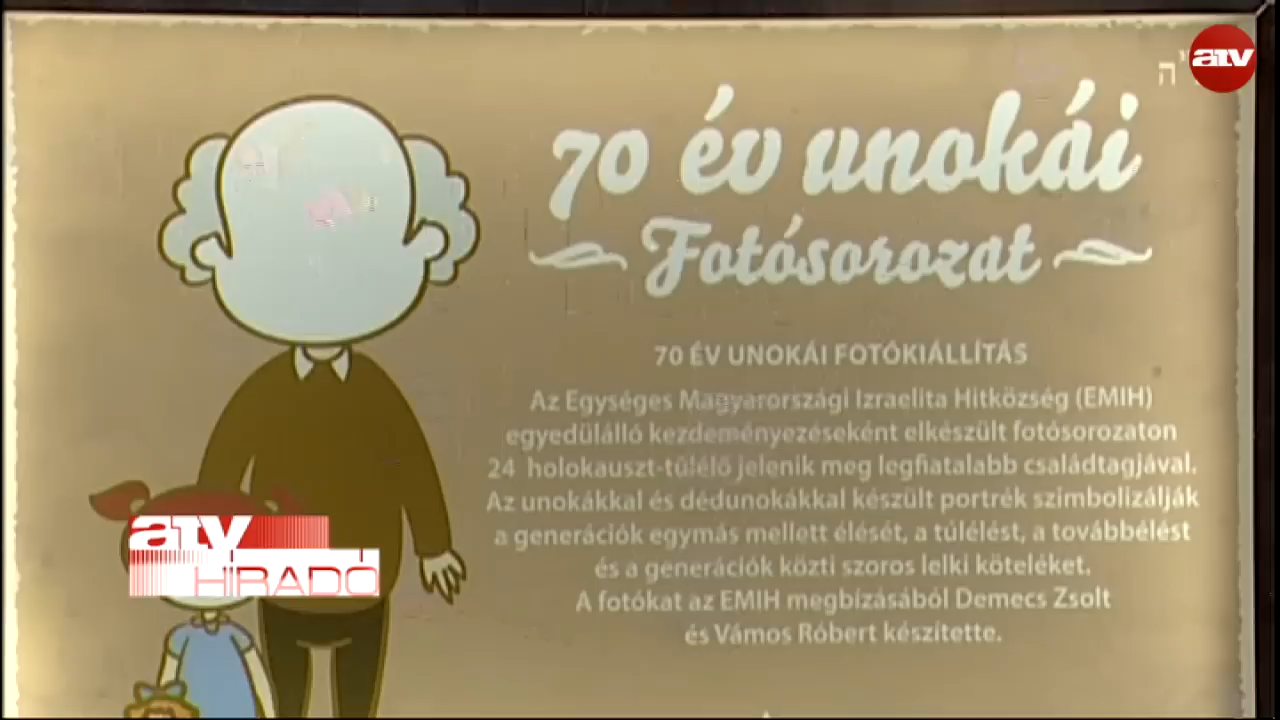 70 év unokái
Fotósorozat
70 ÉV UNOKÁI FOTÓKIÁLLÍTÁS
Az Egységes Magyarországi Izraelita Hitközség (EMIH)
egyedülálló kezdeményezéseként elkészült fotósorozaton
24 holokauszt-túlélő jelenik meg legfiatalabb családtagjával.
Az unokákkal és dédunokákkal készült portrék szimbolizálják
a generációk egymás mellett élését, a túlélést, a továbbélést
és a generációk közti szoros lelki köteléket.
A fotókat az EMIH megbízásából Demecs Zsolt
és Vámos Róbert készítette.
atv
atv
HIRADÓ